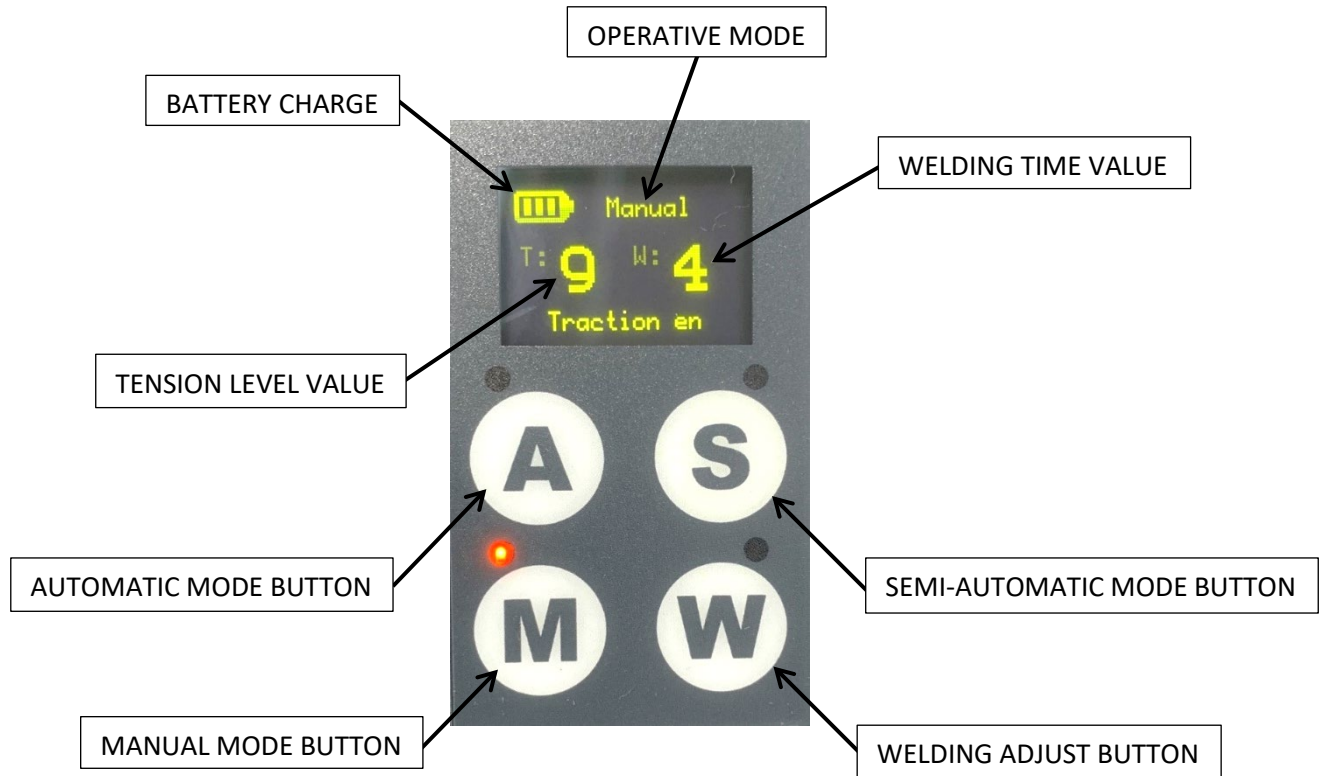 OPERATIVE MODE
BATTERY CHARGE
WELDING TIME VALUE
Manual
T: 9 W: 4
Traction en
TENSION LEVEL VALUE
A S
AUTOMATIC MODE BUTTON
SEMI-AUTOMATIC MODE BUTTON
M W
MANUAL MODE BUTTON
WELDING ADJUST BUTTON